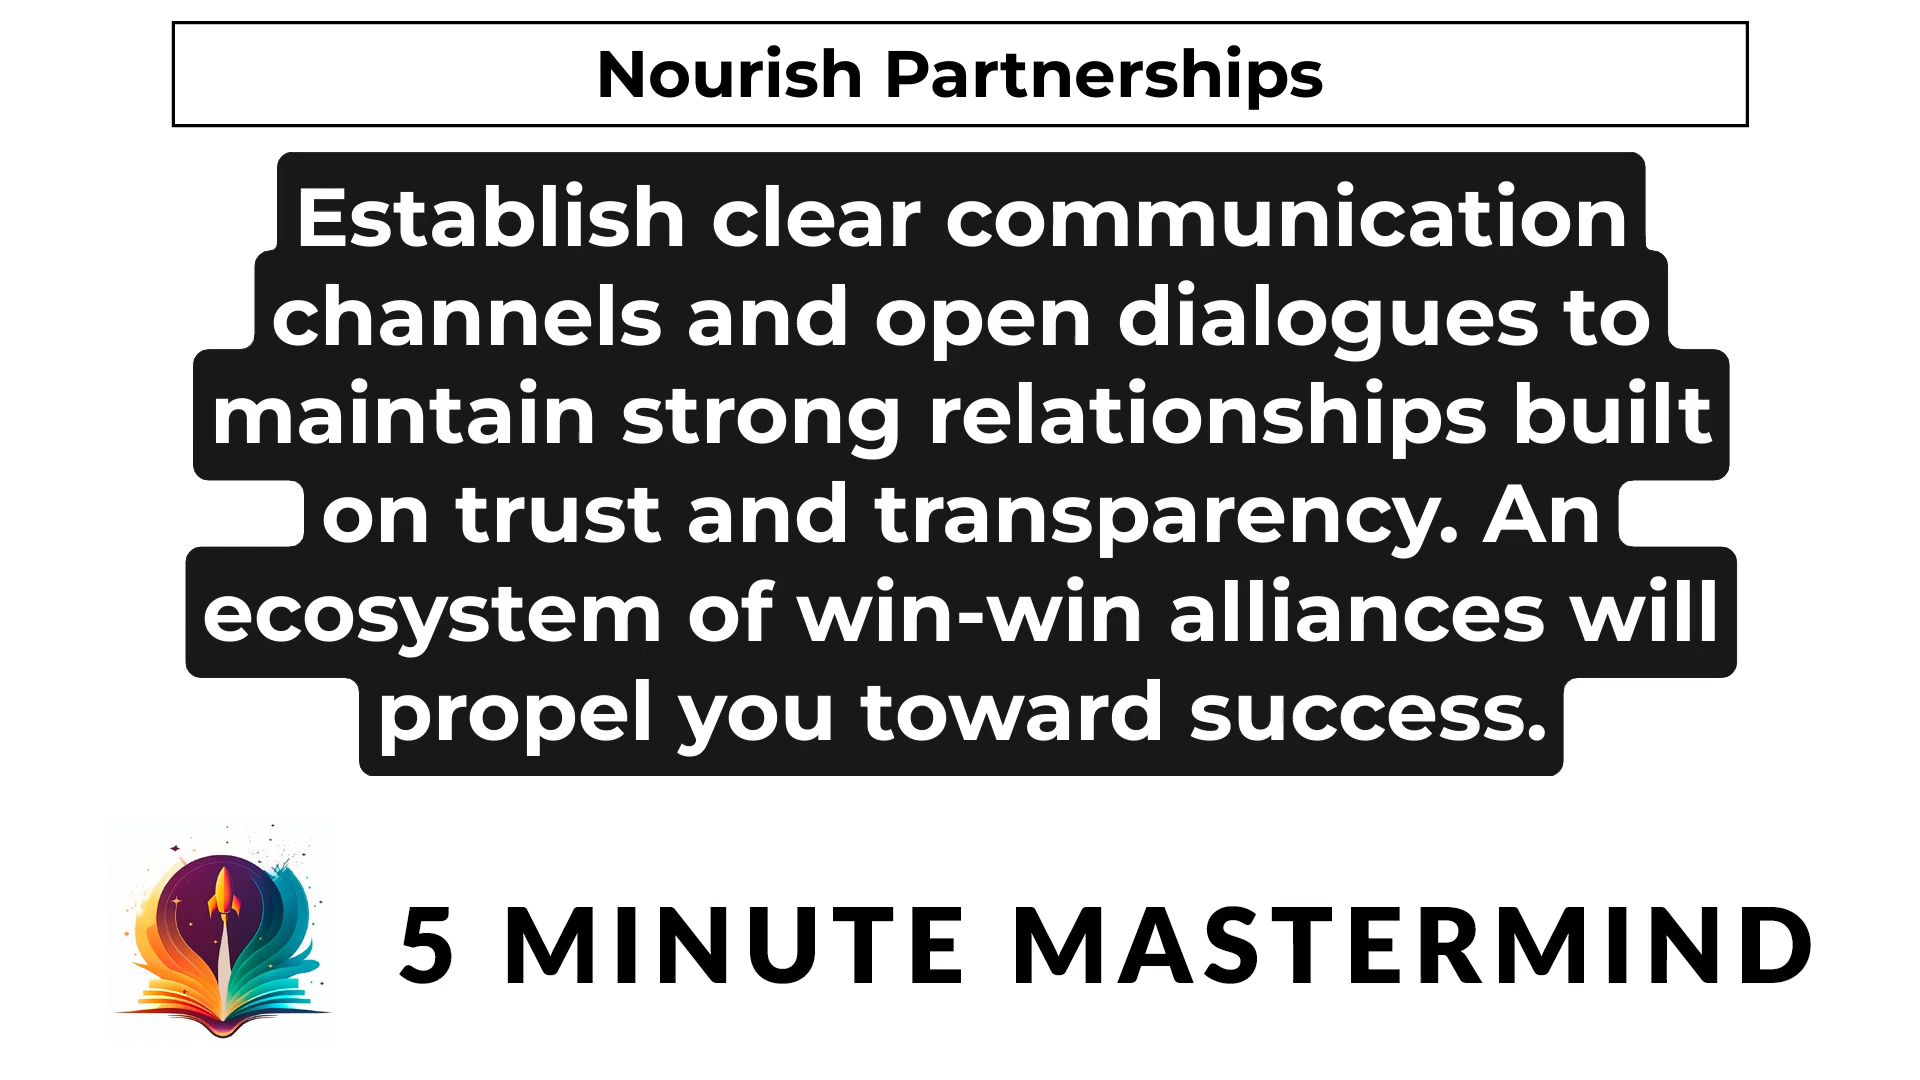 Nourish Partnerships
Establish clear communication
channels and open dialogues to
maintain strong relationships built
on trust and transparency. An
ecosystem of win-win alliances will
propel you toward success.
5 MINUTE MASTERMIND